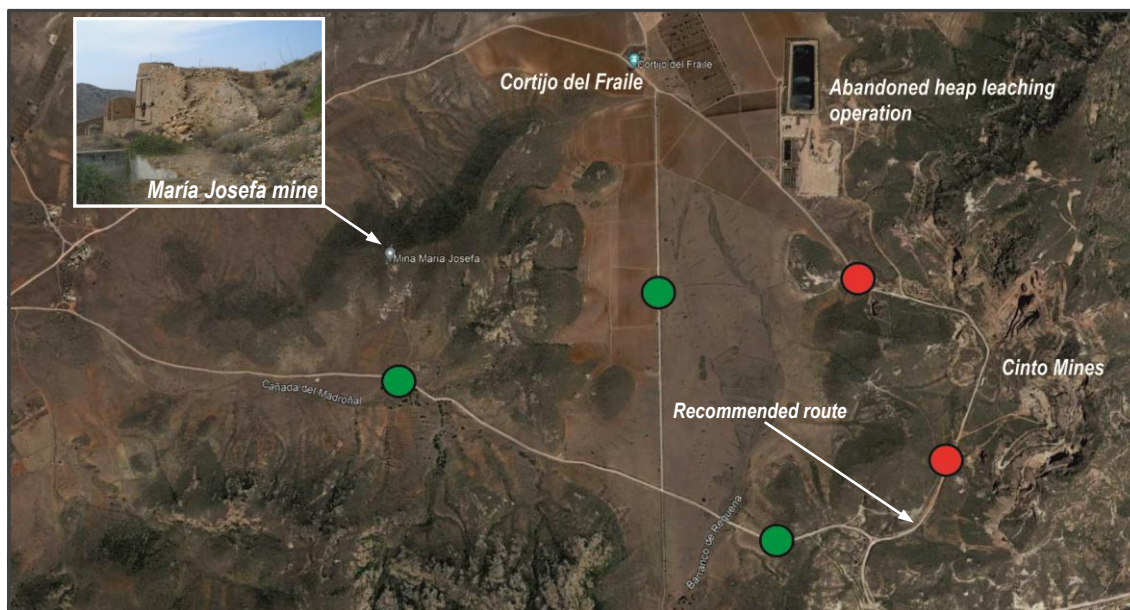 María Josefa mine
Cortijo del Fraile
Cortijo del Fraile
Abandoned heap leaching
operation
Mina María Josefa
Cinto Mines
Cañada del Madroñal
Recommended route
Barranco de Requerra